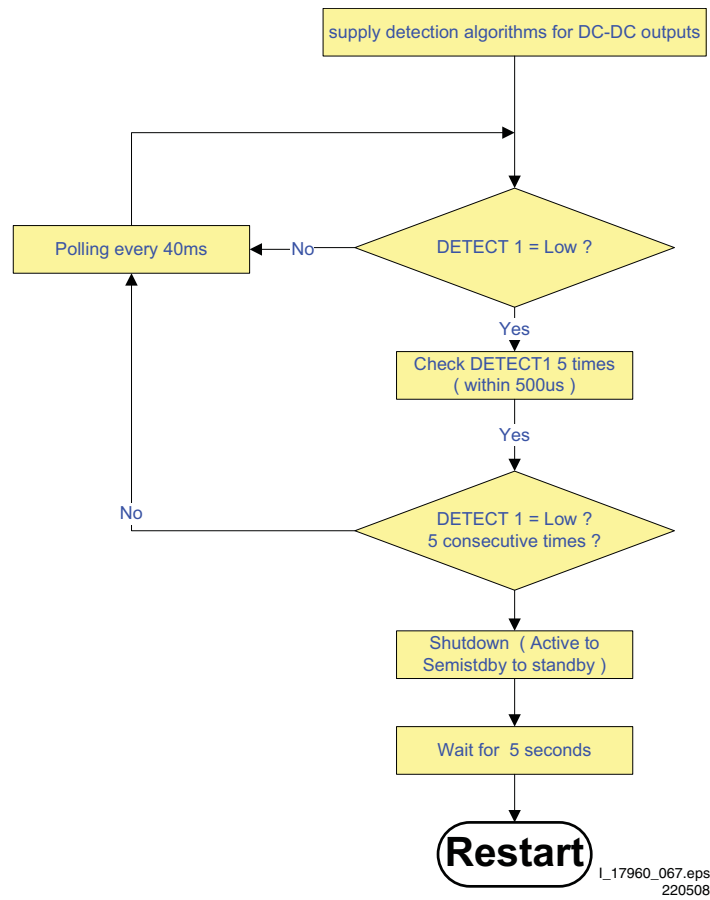 supply detection algorithms for DC-DC outputs
Polling every 40ms
No
DETECT 1 = Low ?
Yes
Check DETECT1 5 times
( within 500us )
Yes
No
DETECT 1 = Low ?
5 consecutive times ?
Shutdown ( Active to
Semistdby to standby )
Wait for 5 seconds
Restart
I_17960_067.eps
220508